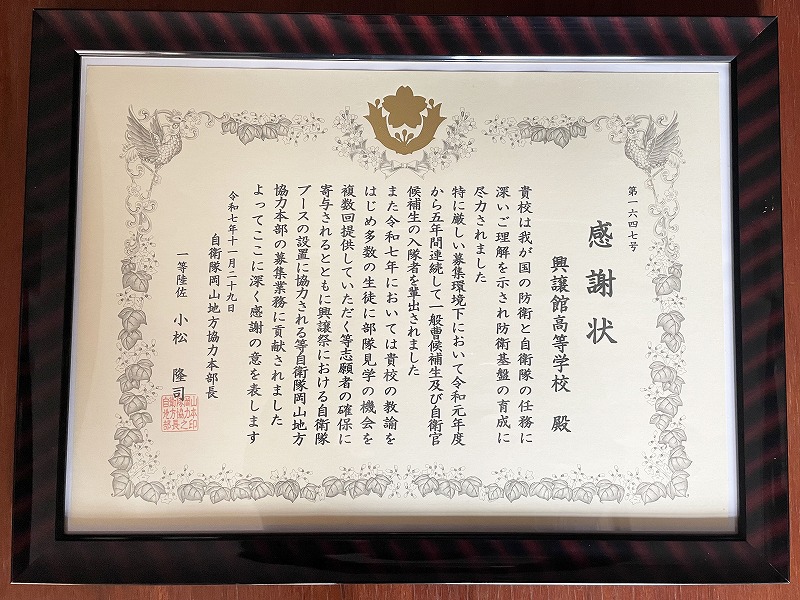 第一六四七号
感謝状
興譲館高等学校 殿
貴校は我が国の防衛と自衛隊の任務に
深いご理解を示され防衛基盤の育成に
尽力されました
特に厳しい募集環境下において令和元年度
から五年間連続して一般曹候補生及び自衛官
候補生の入隊者を輩出されました
また令和七年においては貴校の教諭を
はじめ多数の生徒に部隊見学の機会を
複数回提供していただく等志願者の確保に
寄与されるとともに興譲祭における自衛隊
ブースの設置に協力される等自衛隊岡山地方
協力本部の募集業務に貢献されました
よってここに深く感謝の意を表します
令和七年十一月二十九日
自衛隊岡山地方協力本部長
一等陸佐 小松 隆司
自衛隊岡山
地方協力本
部長之印